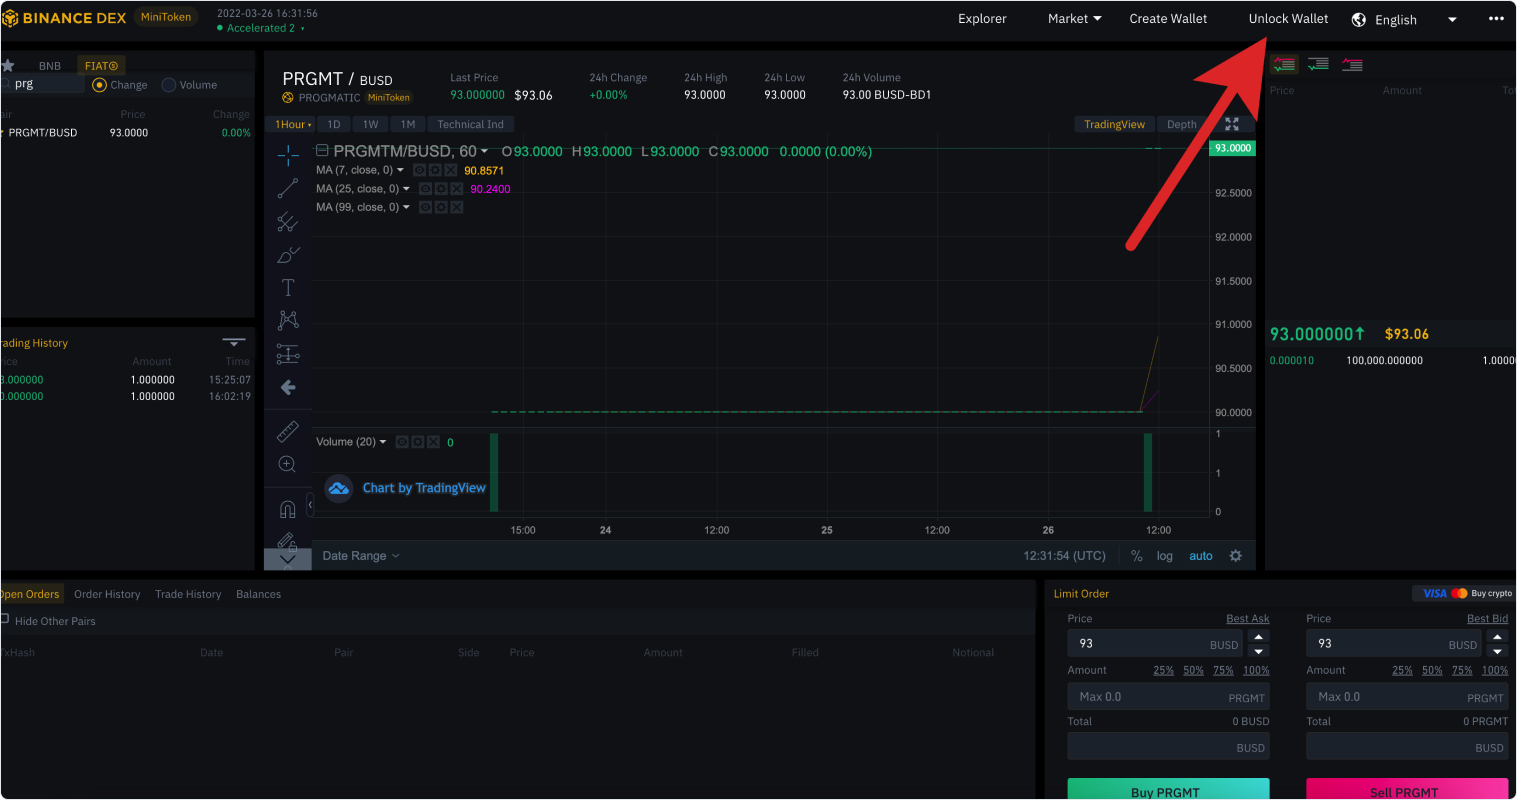 BINANCE DEX MiniToken 2022-03-26 16:31:56
Accelerated 2
Explorer Market Create Wallet Unlock Wallet English
BNB FIAT
prg Change Volume
Price Change
PRGMT/BUSD 93.0000 0.00%
Trading History
Amount Time
1.000000 15:25:07
1.000000 16:02:19
PRGMT / BUSD
PROGMATIC MiniToken
Last Price
93.000000 $93.06
24h Change
+0.00%
24h High
93.0000
24h Low
93.0000
24h Volume
93.00 BUSD-BD1
1Hour 1D 1W 1M Technical Ind TradingView Depth
PRGMTM/BUSD, 60 O93.0000 H93.0000 L93.0000 C93.0000 0.0000 (0.00%)
MA (7, close, 0) 90.8571
MA (25, close, 0) 90.2400
MA (99, close, 0)
93.0000
92.5000
92.0000
91.5000
91.0000
90.5000
90.0000
Volume (20) 0
1
1
0
Chart by TradingView
15:00 24 12:00 25 12:00 26 12:00
Date Range 12:31:54 (UTC) % log auto
Price Amount
93.000000↑ $93.06
0.000010 100,000.000000 1.0000
Open Orders Order History Trade History Balances
Hide Other Pairs
TxHash Date Pair Side Price Amount Filled Notional
Limit Order VISA Buy crypto
Price Best Ask
93 BUSD
Amount 25% 50% 75% 100%
Max 0.0 PRGMT
Total 0 BUSD
BUSD
Buy PRGMT
Price Best Bid
93 BUSD
Amount 25% 50% 75% 100%
Max 0.0 PRGMT
Total 0 PRGMT
BUSD
Sell PRGMT